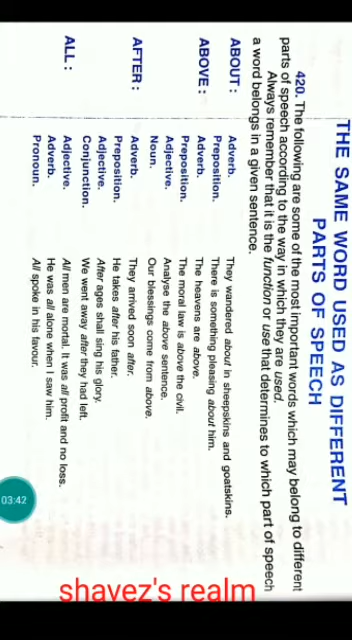 THE SAME WORD USED AS DIFFERENT
PARTS OF SPEECH
420. The following are some of the most important words which may belong to different
parts of speech according to the way in which they are used.
Always remember that it is the function or use that determines to which part of speech
a word belongs in a given sentence.
ABOUT : Adverb. They wandered about in sheepskins and goatskins.
Preposition. There is something pleasing about him.
ABOVE : Adverb. The heavens are above.
Preposition. The moral law is above the civil.
Adjective. Analyse the above sentence.
Noun. Our blessings come from above.
AFTER : Adverb. They arrived soon after.
Preposition. He takes after his father.
Adjective. After ages shall sing his glory.
Conjunction. We went away after they had left.
ALL : Adjective. All men are mortal. It was all profit and no loss.
Adverb. He was all alone when I saw him.
Pronoun. All spoke in his favour.
03:42
shavez's realm